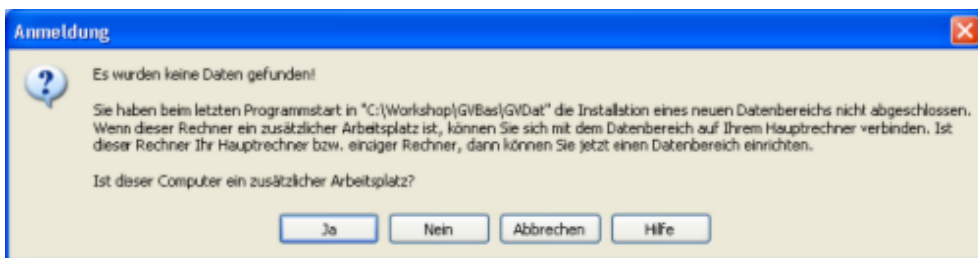 Anmeldung
Es wurden keine Daten gefunden!
Sie haben beim letzten Programmstart in "C:\Workshop\GVBas\GVDat" die Installation eines neuen Datenbereichs nicht abgeschlossen.
Wenn dieser Rechner ein zusätzlicher Arbeitsplatz ist, können Sie sich mit dem Datenbereich auf Ihrem Hauptrechner verbinden. Ist
dieser Rechner Ihr Hauptrechner bzw. einziger Rechner, dann können Sie jetzt einen Datenbereich einrichten.
Ist dieser Computer ein zusätzlicher Arbeitsplatz?
Ja Nein Abbrechen Hilfe